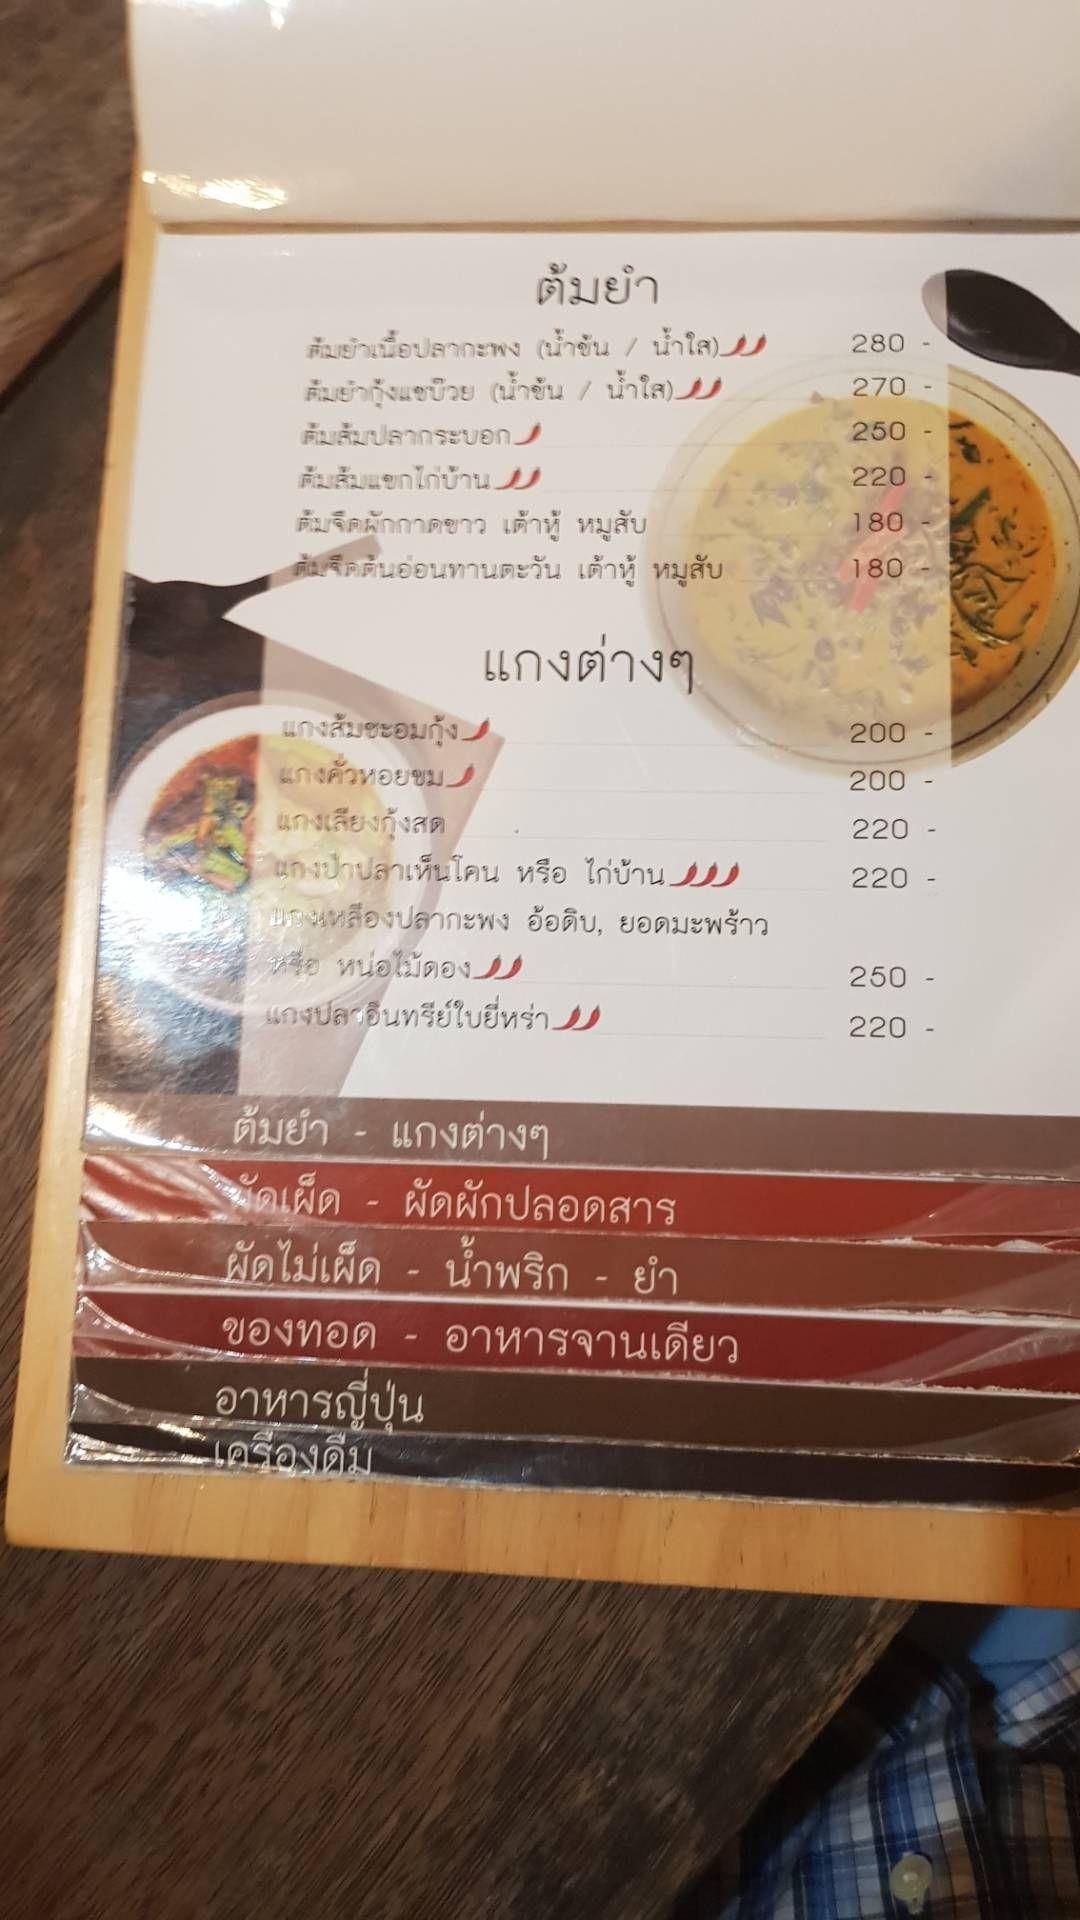 ต้มยำ
ต้มยำเนื้อปลากะพง (น้ำข้น / น้ำใส) 280 -
ต้มยำกุ้งแชบ๊วย (น้ำข้น / น้ำใส) 270 -
ต้มส้มปลากระบอก 250 -
ต้มส้มแขกไก่บ้าน 220 -
ต้มจืดผักกาดขาว เต้าหู้ หมูสับ 180 -
ต้มจืดต้นอ่อนทานตะวัน เต้าหู้ หมูสับ 180 -
แกงต่างๆ
แกงส้มชะอมกุ้ง 200 -
แกงคั่วหอยขม 200 -
แกงเลียงกุ้งสด 220 -
แกงป่าปลาเห็นโคน หรือ ไก่บ้าน 220 -
แกงเหลืองปลากะพง อ้อดิบ, ยอดมะพร้าว
หรือ หน่อไม้ดอง 250 -
แกงปลาอินทรีย์ใบยี่หร่า 220 -
ต้มยำ - แกงต่างๆ
ผัดเผ็ด - ผัดผักปลอดสาร
ผัดไม่เผ็ด - น้ำพริก - ยำ
ของทอด - อาหารจานเดียว
อาหารญี่ปุ่น
เครื่องดื่ม